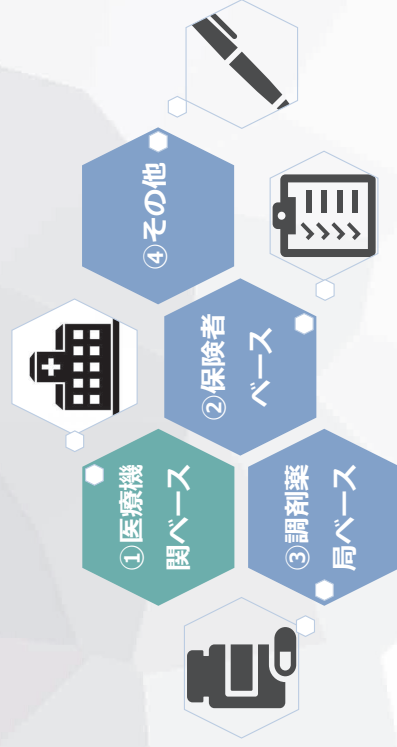 ①医療機
関ベース
②保険者
ベース
③調剤薬
局ベース
④その他